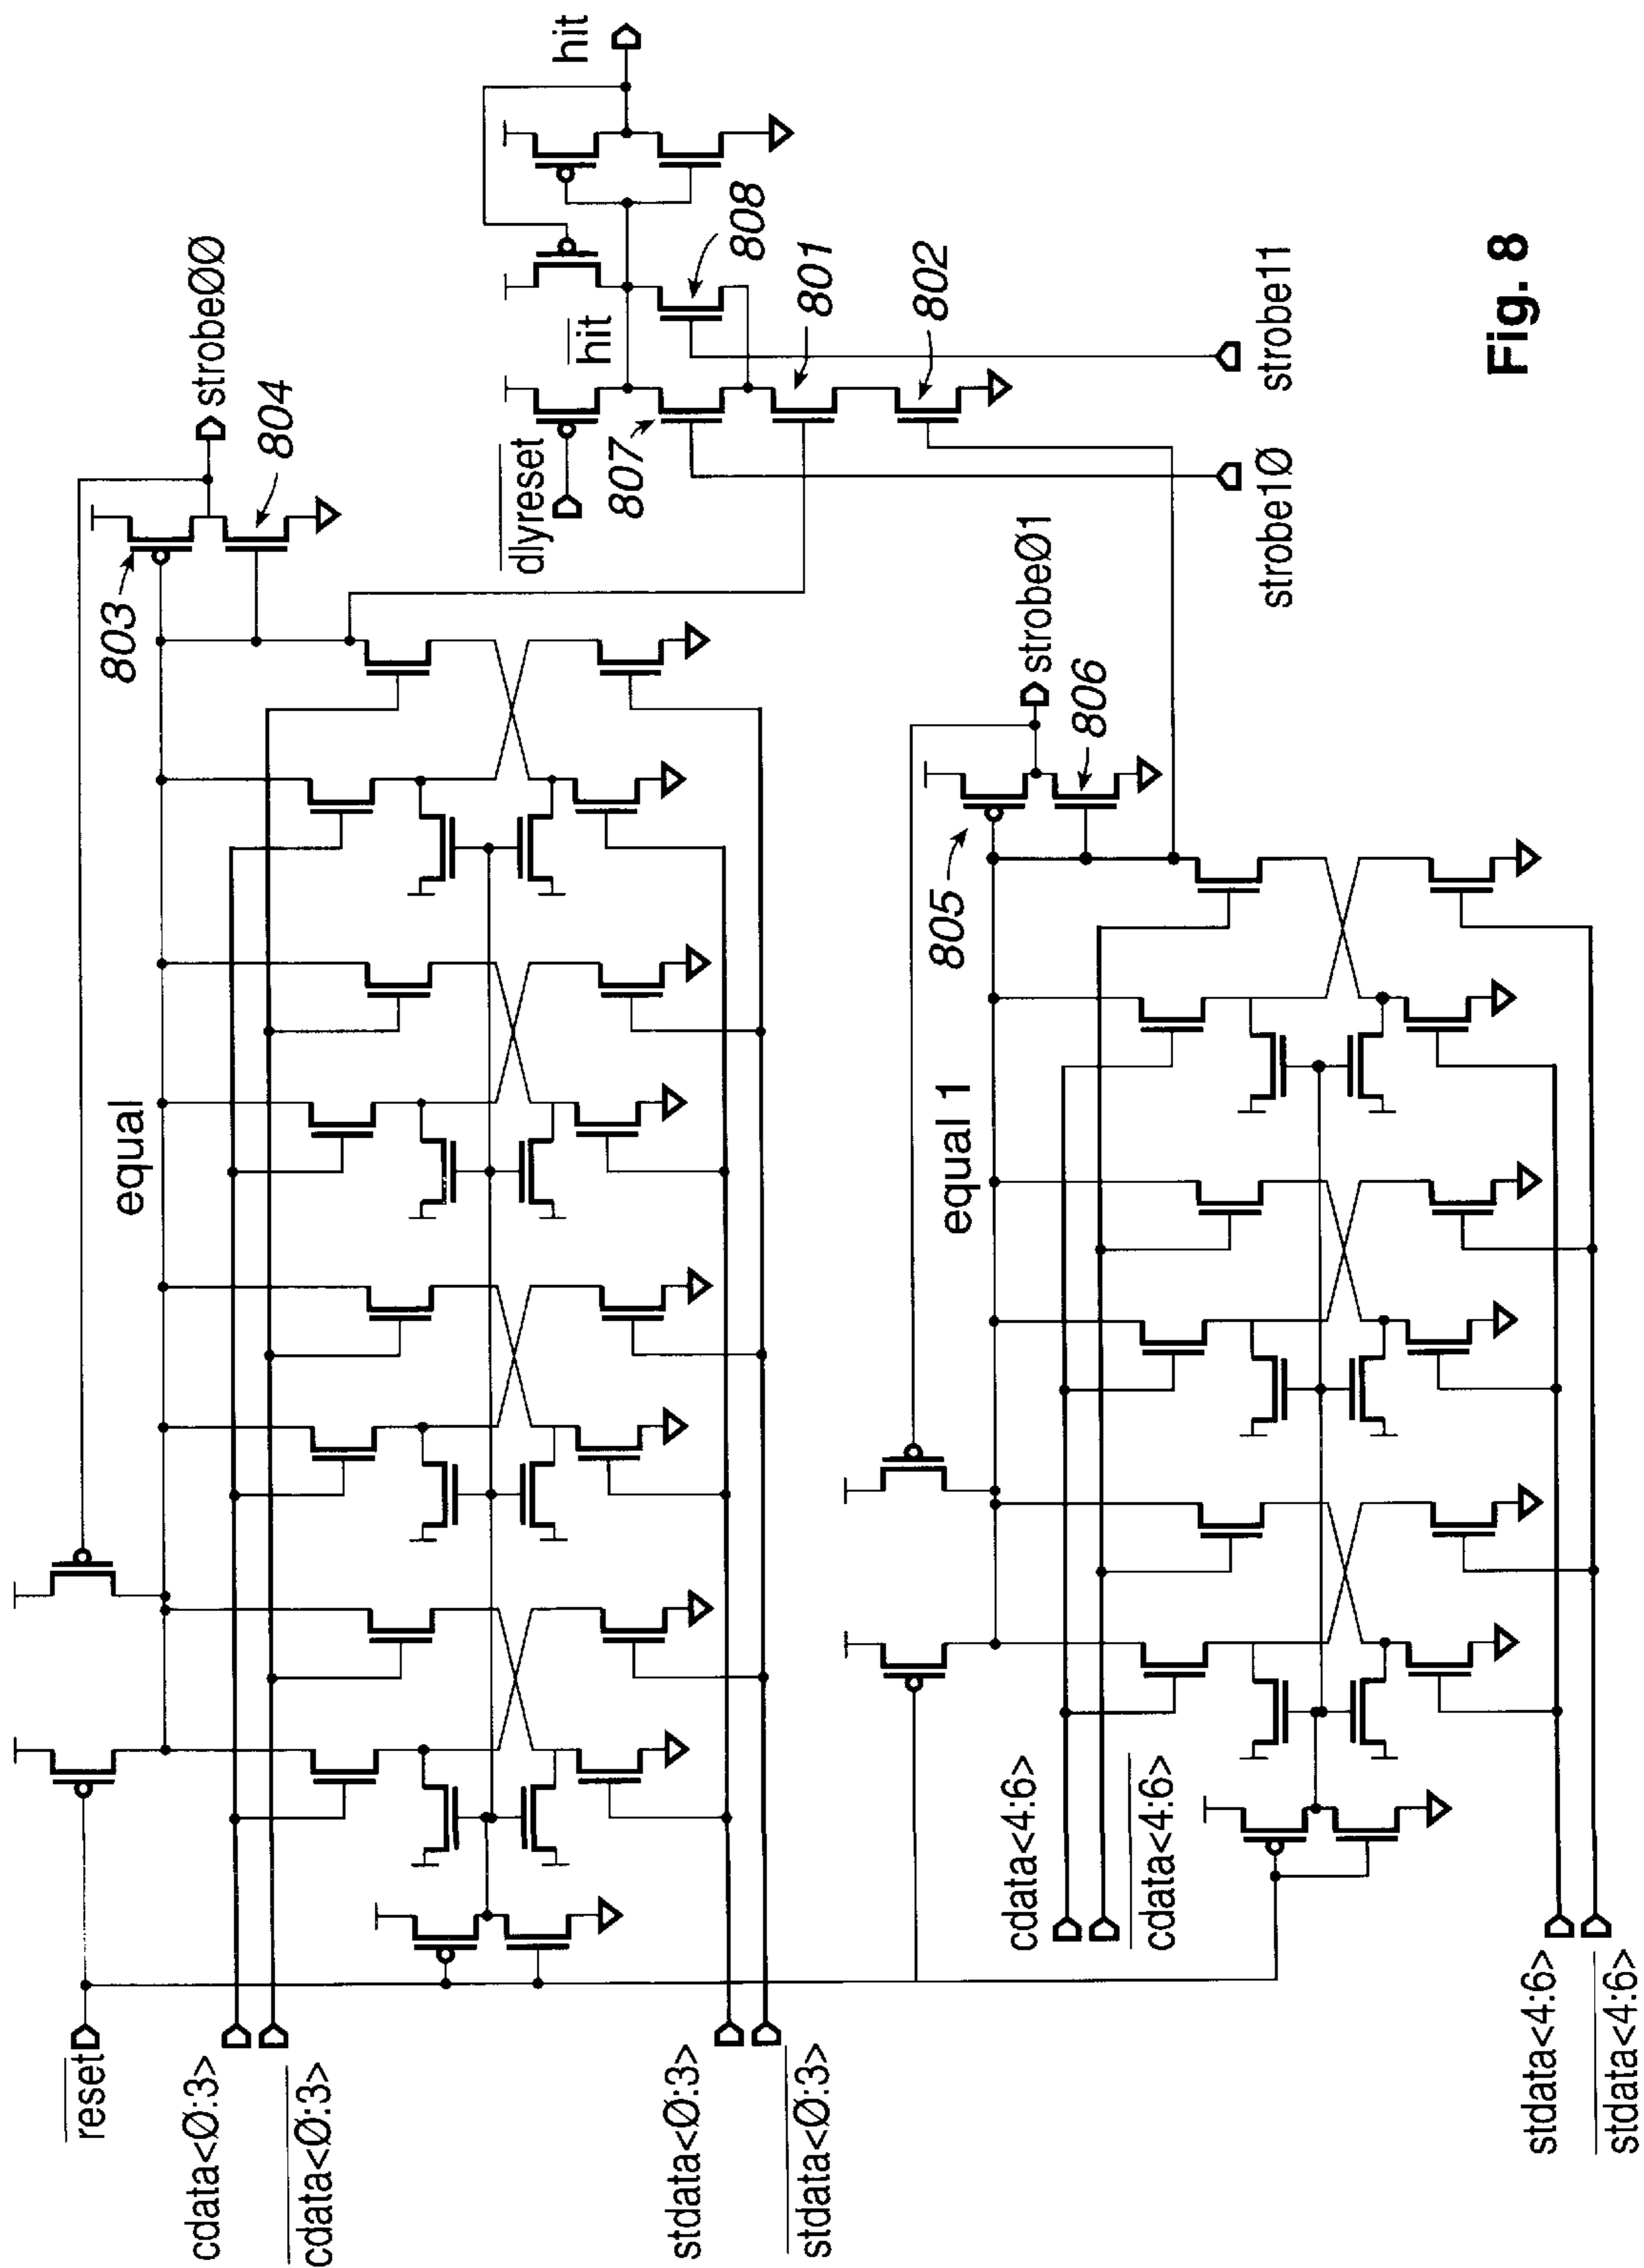 reset
cdata<Ø:3>
cdata<Ø:3>
stdata<Ø:3>
stdata<Ø:3>
equal
803
804
strobeØØ
dlyreset
hit
hit
807
808
801
802
strobe1Ø
strobe11
cdata<4:6>
cdata<4:6>
stdata<4:6>
stdata<4:6>
equal 1
805
806
strobeØ1
Fig. 8